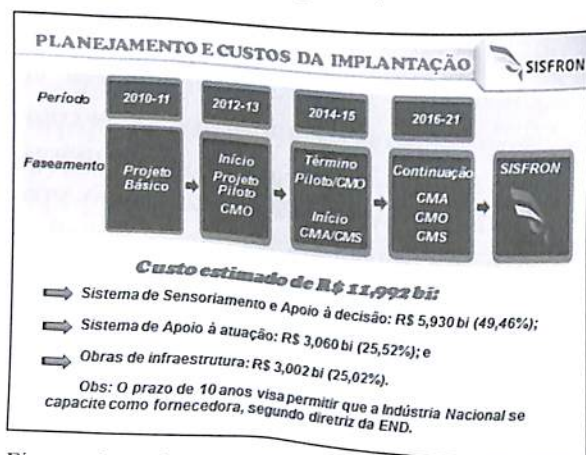 PLANEJAMENTO E CUSTOS DA IMPLANTAÇÃO
SISFRON
Período
2010-11
2012-13
2014-15
2016-21
Faseamento
Projeto
Básico
Início
Projeto
Piloto
CMO
Término
Piloto/CMO
Início
CMA/CMS
Continuação
CMA
CMO
CMS
SISFRON
Custo estimado de R$ 11,992 bi:
Sistema de Sensoriamento e Apoio à decisão: R$ 5,930 bi (49,46%);
Sistema de Apoio à atuação: R$ 3,060 bi (25,52%); e
Obras de infraestrutura: R$ 3,002 bi (25,02%).
Obs: O prazo de 10 anos visa permitir que a Indústria Nacional se
capacite como fornecedora, segundo diretriz da END.